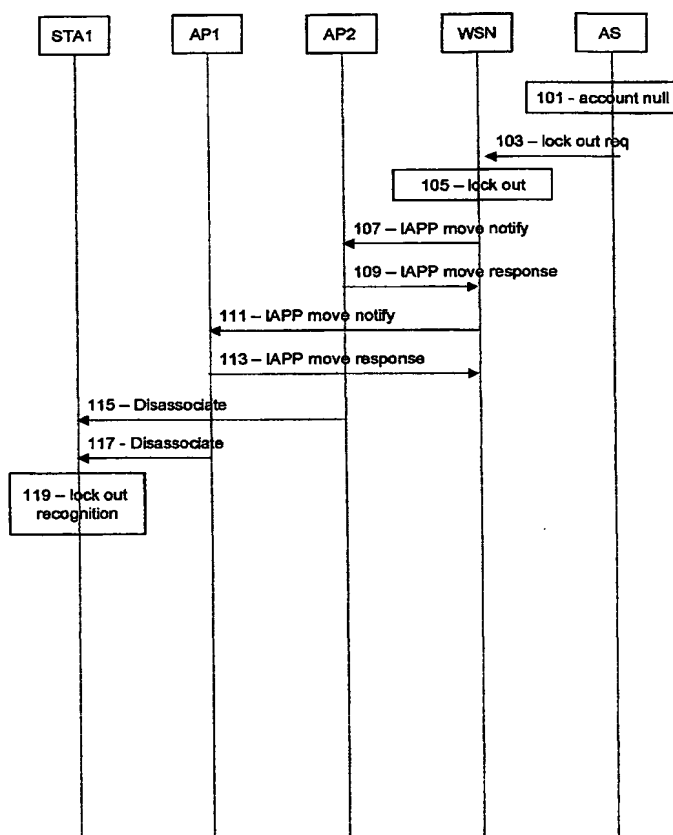 STA1 AP1 AP2 WSN AS
101 - account null
103 – lock out req
105 – lock out
107 – IAPP move notify
109 – IAPP move response
111 – IAPP move notify
113 – IAPP move response
115 – Disassociate
117 - Disassociate
119 – lock out
recognition